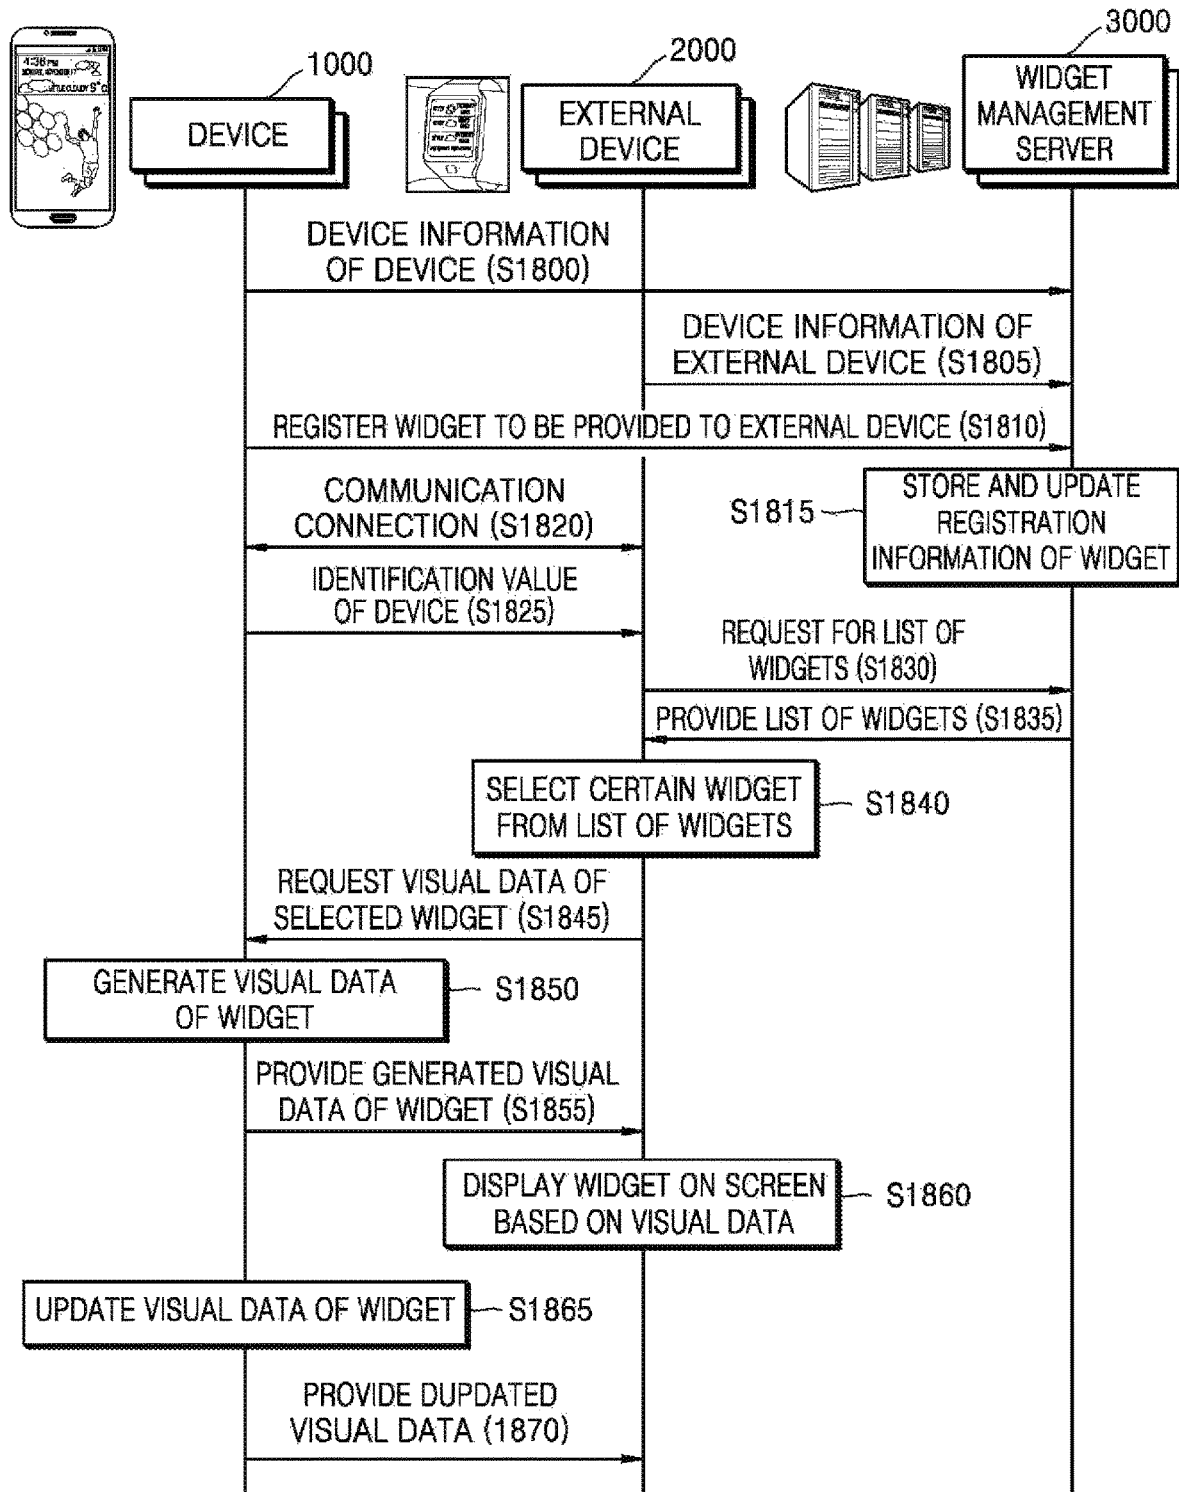 1000
2000
3000
4:36 PM
DEVICE
EXTERNAL
DEVICE
WIDGET
MANAGEMENT
SERVER
DEVICE INFORMATION
OF DEVICE (S1800)
DEVICE INFORMATION OF
EXTERNAL DEVICE (S1805)
REGISTER WIDGET TO BE PROVIDED TO EXTERNAL DEVICE (S1810)
COMMUNICATION
CONNECTION (S1820)
S1815
STORE AND UPDATE
REGISTRATION
INFORMATION OF WIDGET
IDENTIFICATION VALUE
OF DEVICE (S1825)
REQUEST FOR LIST OF
WIDGETS (S1830)
PROVIDE LIST OF WIDGETS (S1835)
SELECT CERTAIN WIDGET
FROM LIST OF WIDGETS
S1840
REQUEST VISUAL DATA OF
SELECTED WIDGET (S1845)
GENERATE VISUAL DATA
OF WIDGET
S1850
PROVIDE GENERATED VISUAL
DATA OF WIDGET (S1855)
DISPLAY WIDGET ON SCREEN
BASED ON VISUAL DATA
S1860
UPDATE VISUAL DATA OF WIDGET
S1865
PROVIDE DUPDATED
VISUAL DATA (1870)